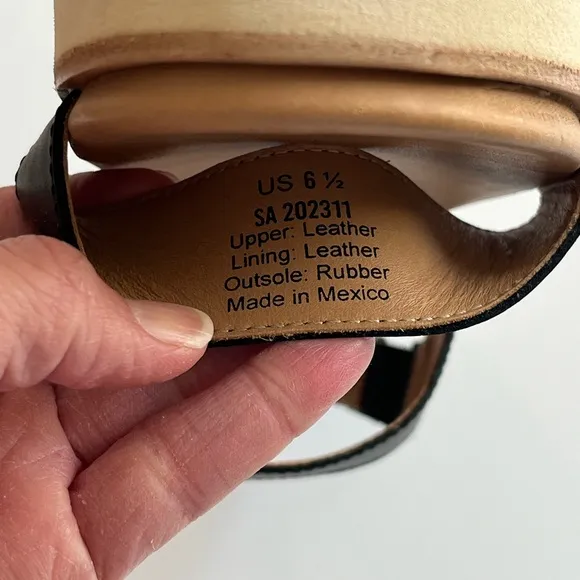 US 6 ½
SA 202311
Upper: Leather
Lining: Leather
Outsole: Rubber
Made in Mexico